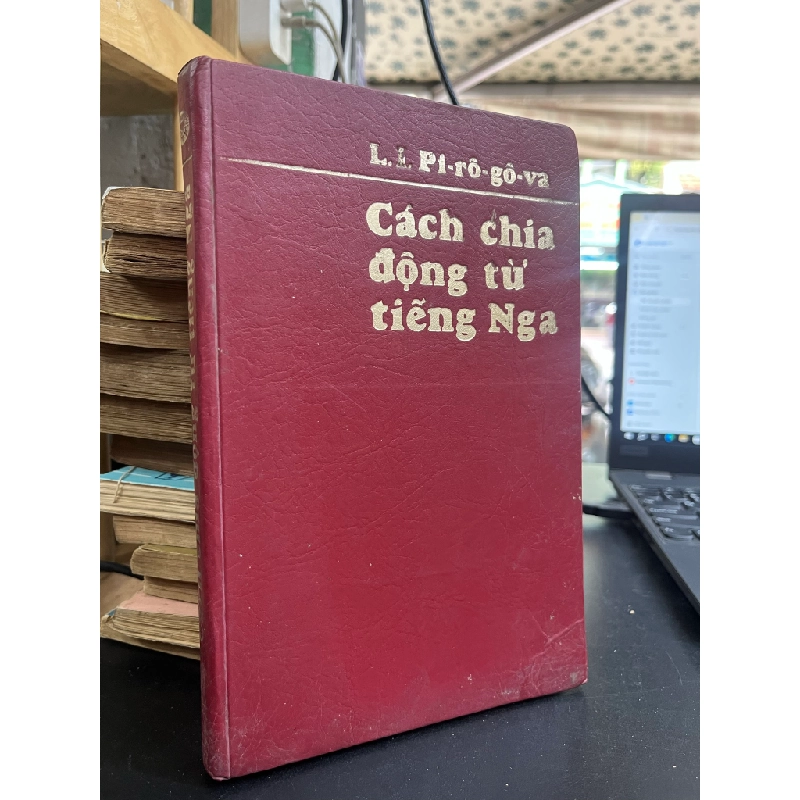 L. I. Pi-rô-gô-va
Cách chia
động từ
tiếng Nga